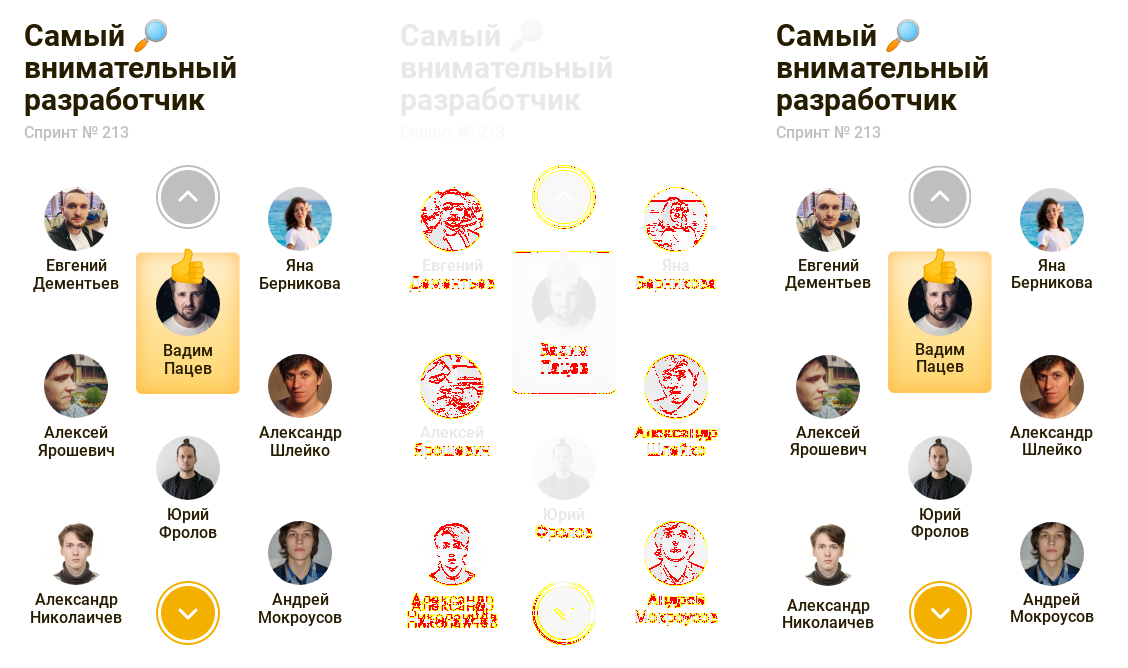 Самый 🔎
внимательный
разработчик
Спринт № 213
Евгений
Дементьев
Яна
Берникова
Вадим
Пацев
Алексей
Ярошевич
Александр
Шлейко
Юрий
Фролов
Александр
Николаичев
Андрей
Мокроусов
Самый 🔎
внимательный
разработчик
Спринт № 213
Евгений
Дементьев
Яна
Берникова
Вадим
Пацев
Алексей
Ярошевич
Александр
Шлейко
Юрий
Фролов
Александр
Николаичев
Андрей
Мокроусов
Самый 🔎
внимательный
разработчик
Спринт № 213
Евгений
Дементьев
Яна
Берникова
Вадим
Пацев
Алексей
Ярошевич
Александр
Шлейко
Юрий
Фролов
Александр
Николаичев
Андрей
Мокроусов